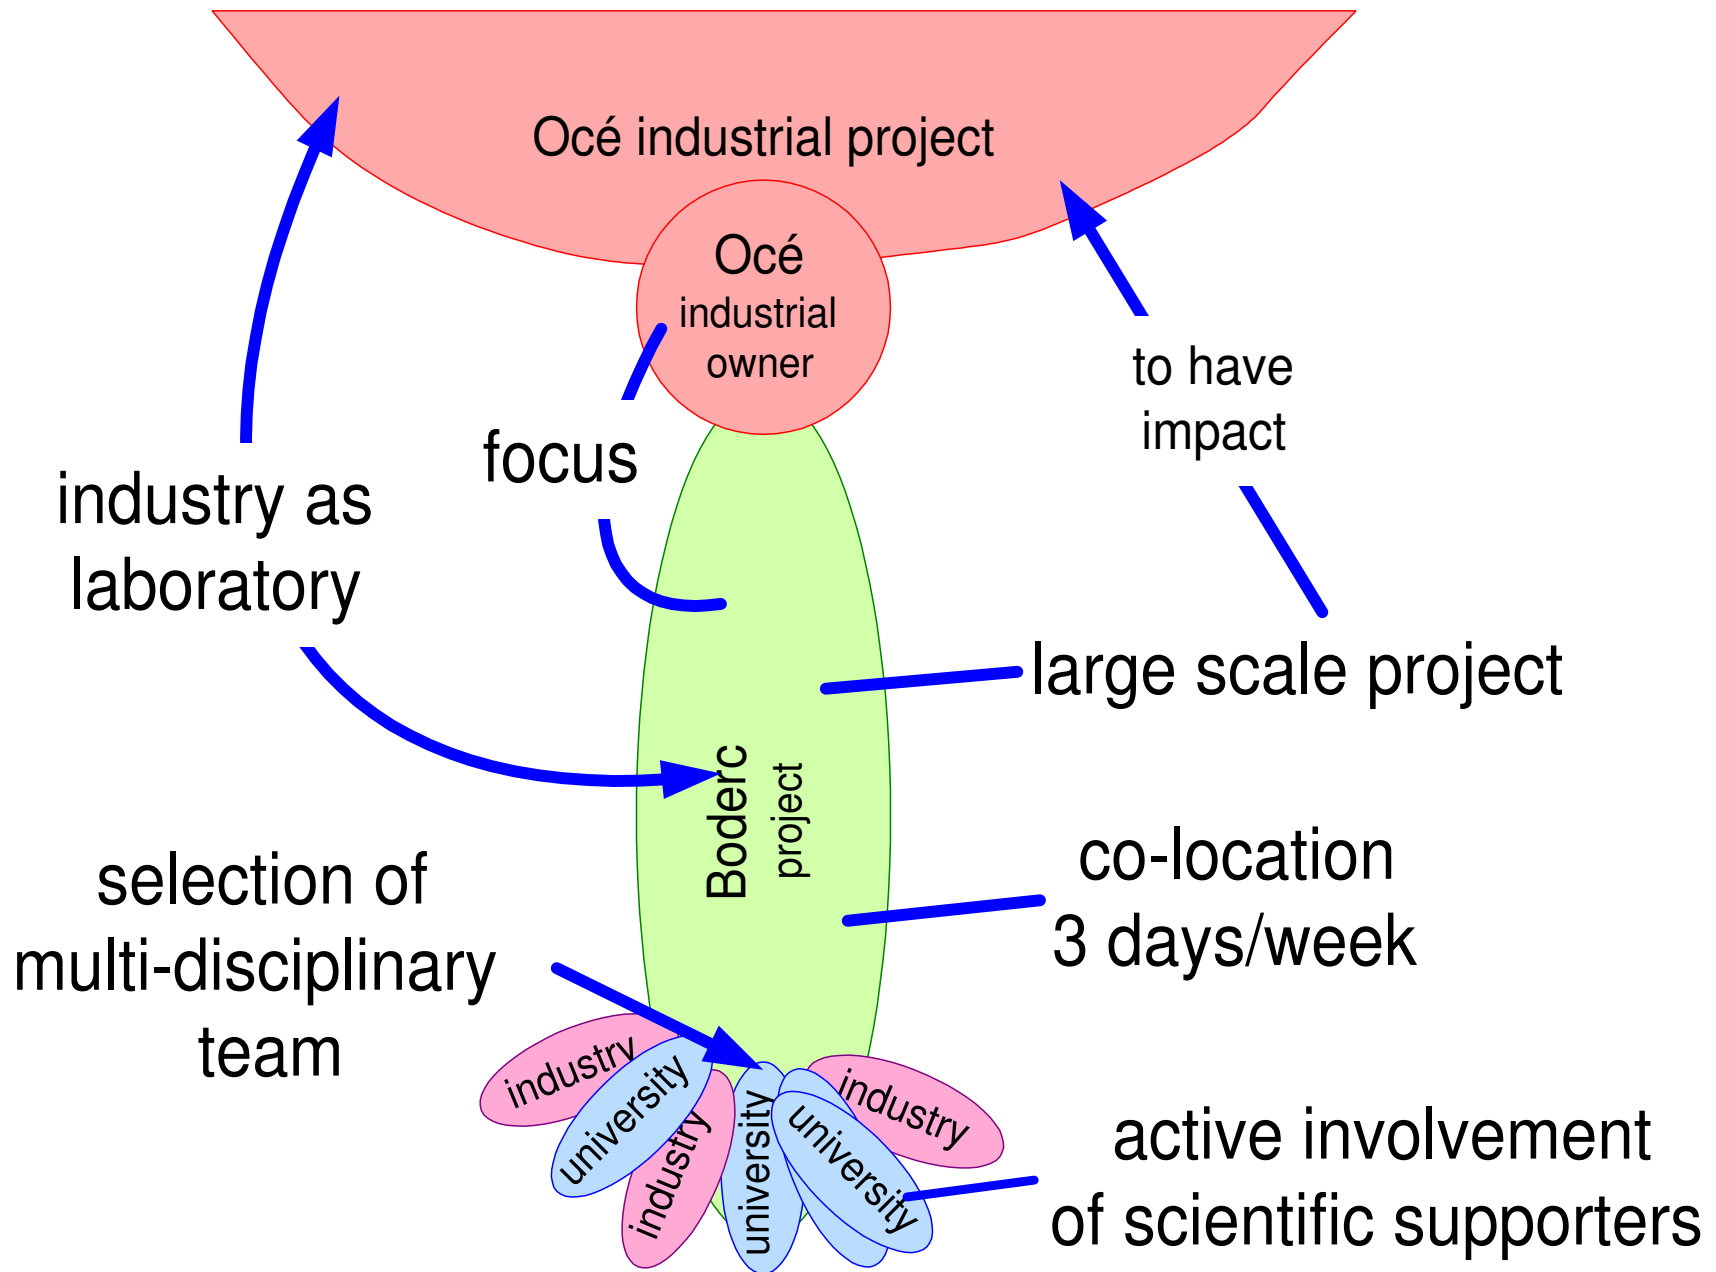 Océ industrial project
Océ
industrial
owner
to have
impact
focus
industry as
laboratory
large scale project
Boderc
project
co-location
3 days/week
selection of
multi-disciplinary
team
industry
university
industry
university
university
industry
active involvement
of scientific supporters